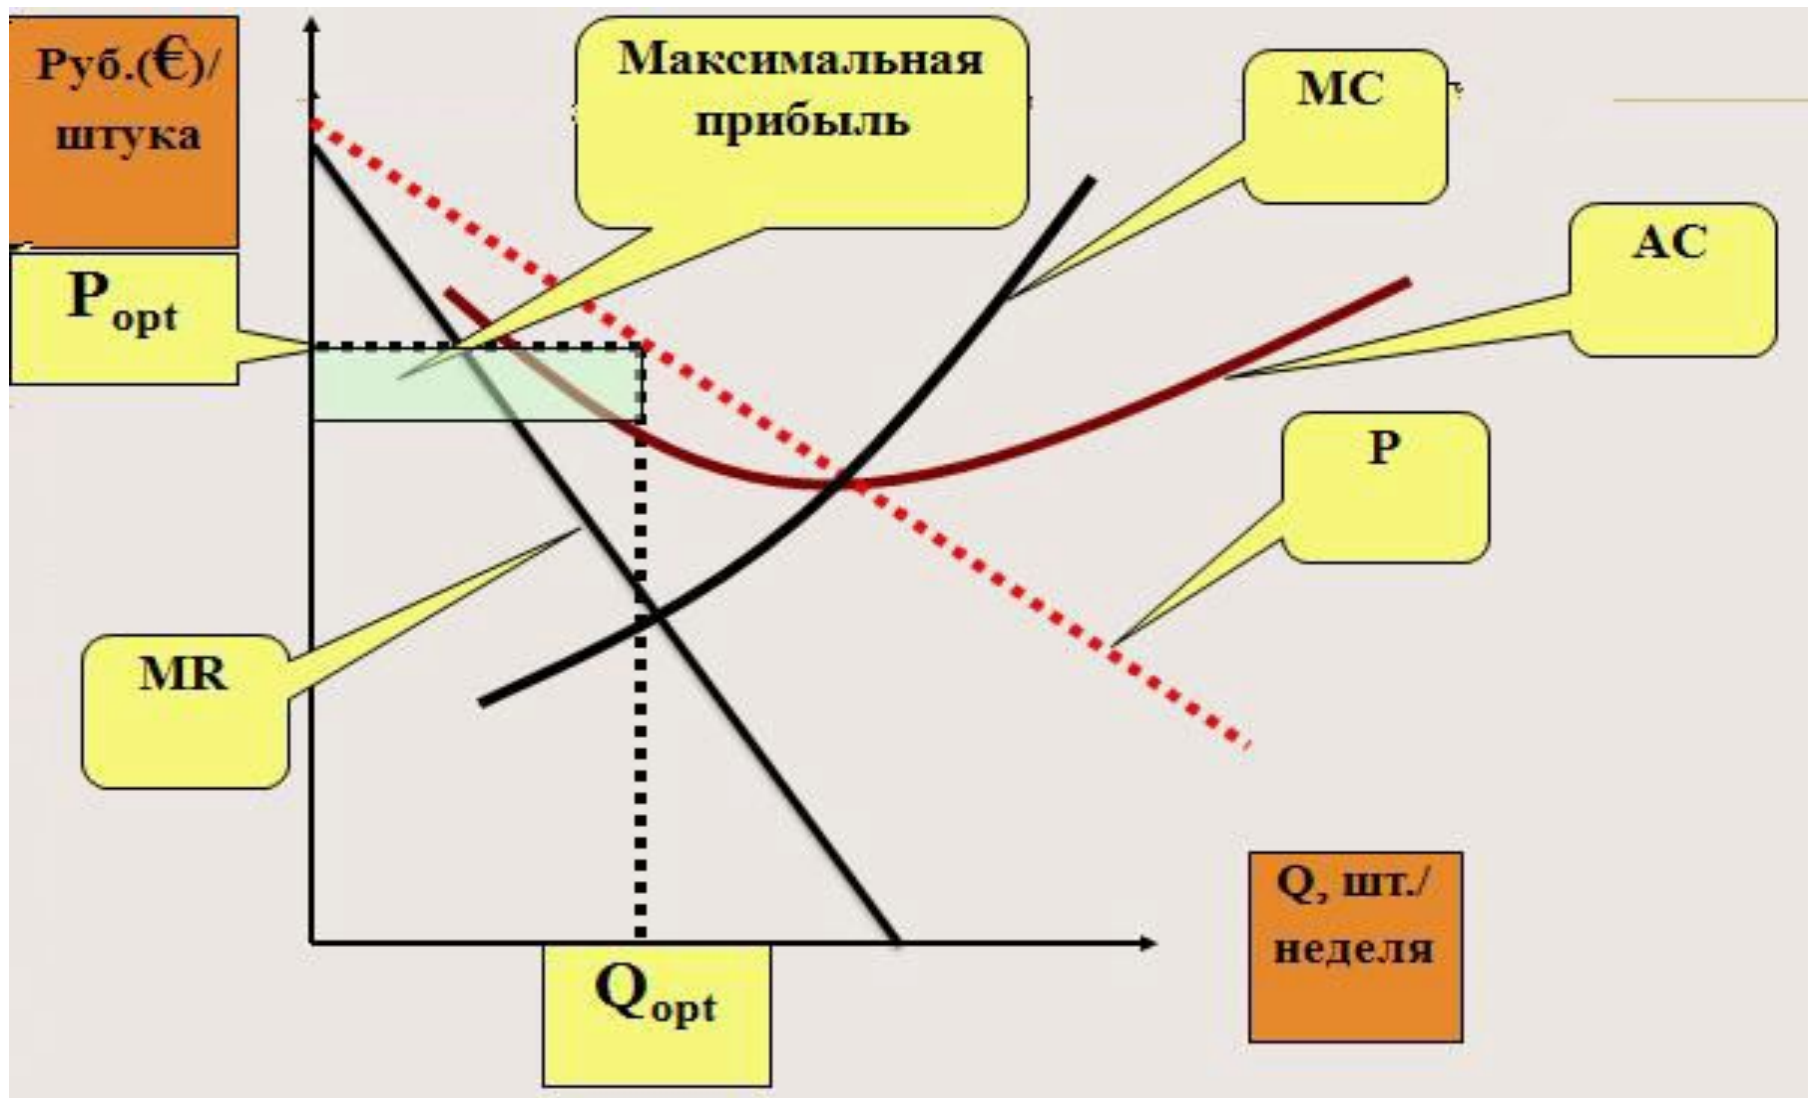 Руб.(€)/
штука
Максимальная
прибыль
MC
AC
Popt
P
MR
Q, шт./
неделя
Qopt